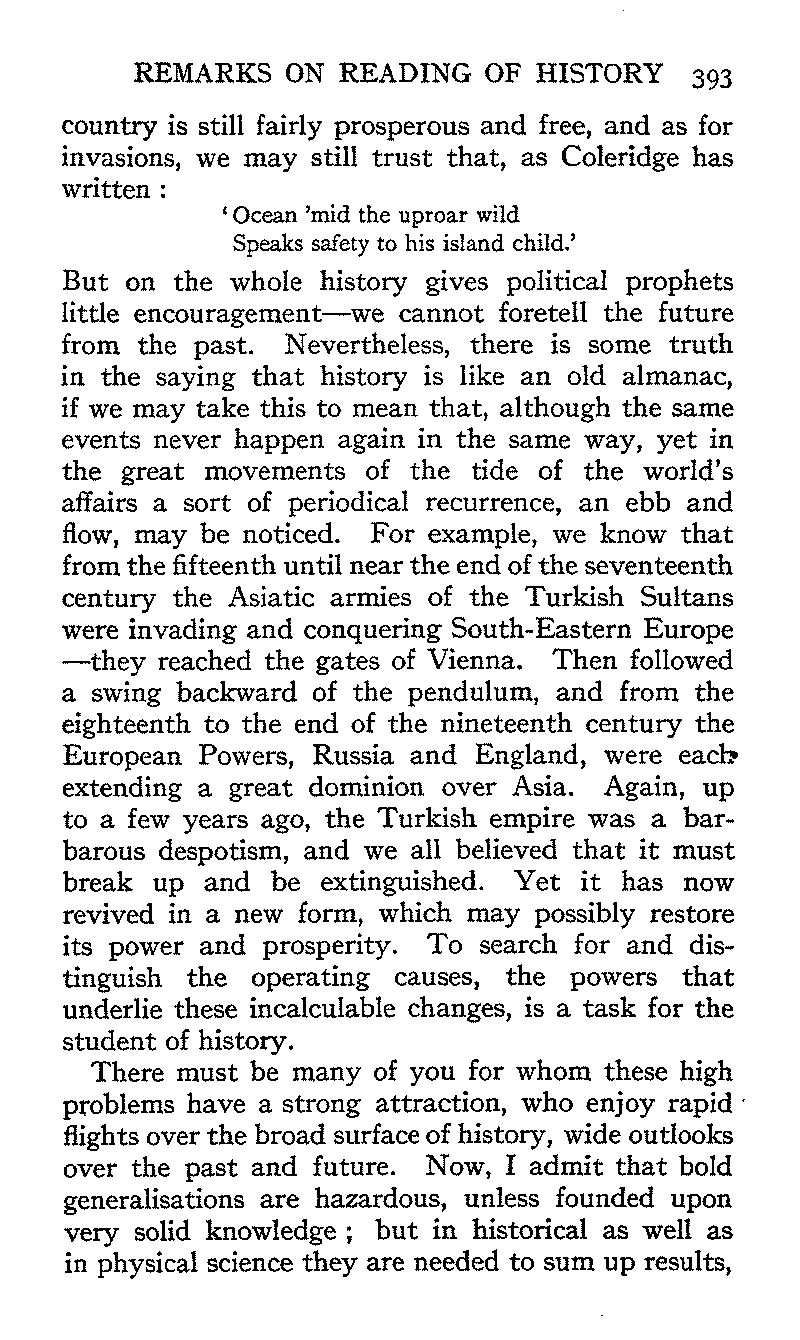 REMARKS ON READING OF HISTORY 393
country is still fairly prosperous and free, and as for
invasions, we may still trust that, as Coleridge has
written :
‘ Ocean ’mid the uproar wild
Speaks safety to his island child.’
But on the whole history gives political prophets
little encouragement—we cannot foretell the future
from the past. Nevertheless, there is some truth
in the saying that history is like an old almanac,
if we may take this to mean that, although the same
events never happen again in the same way, yet in
the great movements of the tide of the world’s
affairs a sort of periodical recurrence, an ebb and
flow, may be noticed. For example, we know that
from the fifteenth until near the end of the seventeenth
century the Asiatic armies of the Turkish Sultans
were invading and conquering South-Eastern Europe
—they reached the gates of Vienna. Then followed
a swing backward of the pendulum, and from the
eighteenth to the end of the nineteenth century the
European Powers, Russia and England, were each
extending a great dominion over Asia. Again, up
to a few years ago, the Turkish empire was a bar-
barous despotism, and we all believed that it must
break up and be extinguished. Yet it has now
revived in a new form, which may possibly restore
its power and prosperity. To search for and dis-
tinguish the operating causes, the powers that
underlie these incalculable changes, is a task for the
student of history.
There must be many of you for whom these high
problems have a strong attraction, who enjoy rapid
flights over the broad surface of history, wide outlooks
over the past and future. Now, I admit that bold
generalisations are hazardous, unless founded upon
very solid knowledge ; but in historical as well as
in physical science they are needed to sum up results,